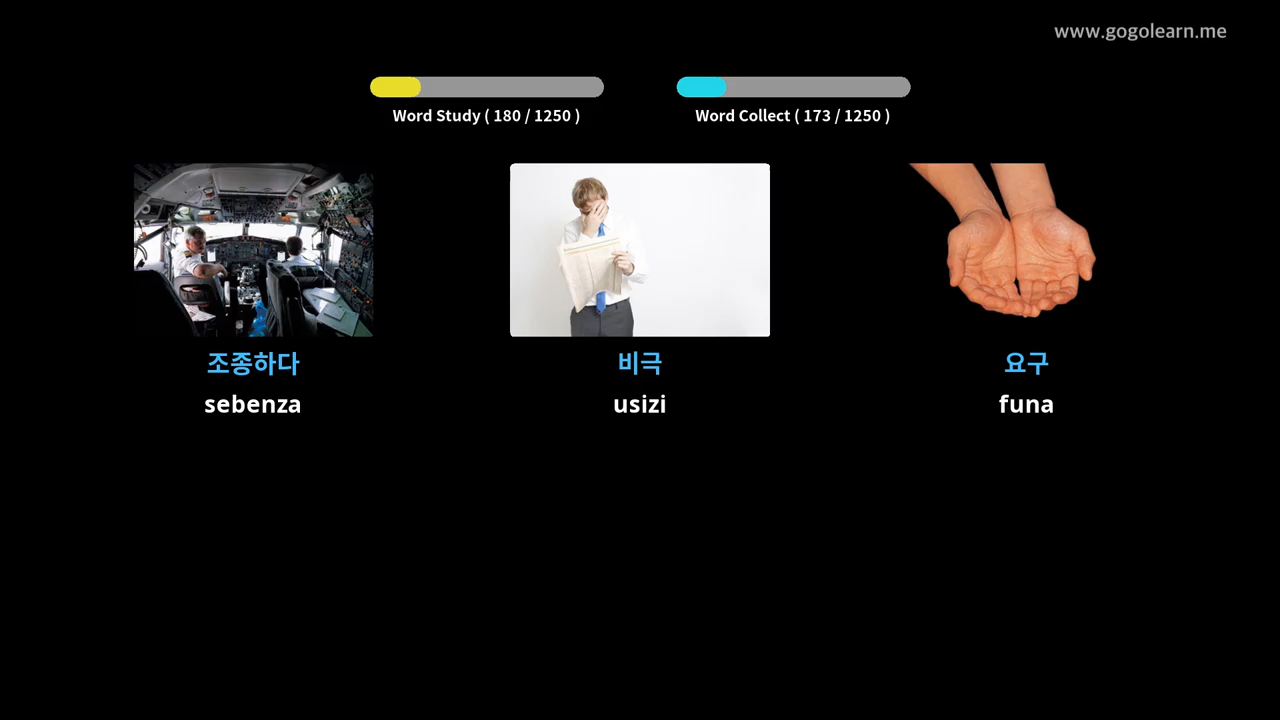 www.gogolearn.me
Word Study ( 180 / 1250 )
Word Collect ( 173 / 1250 )
조종하다
비극
요구
sebenza
usizi
funa